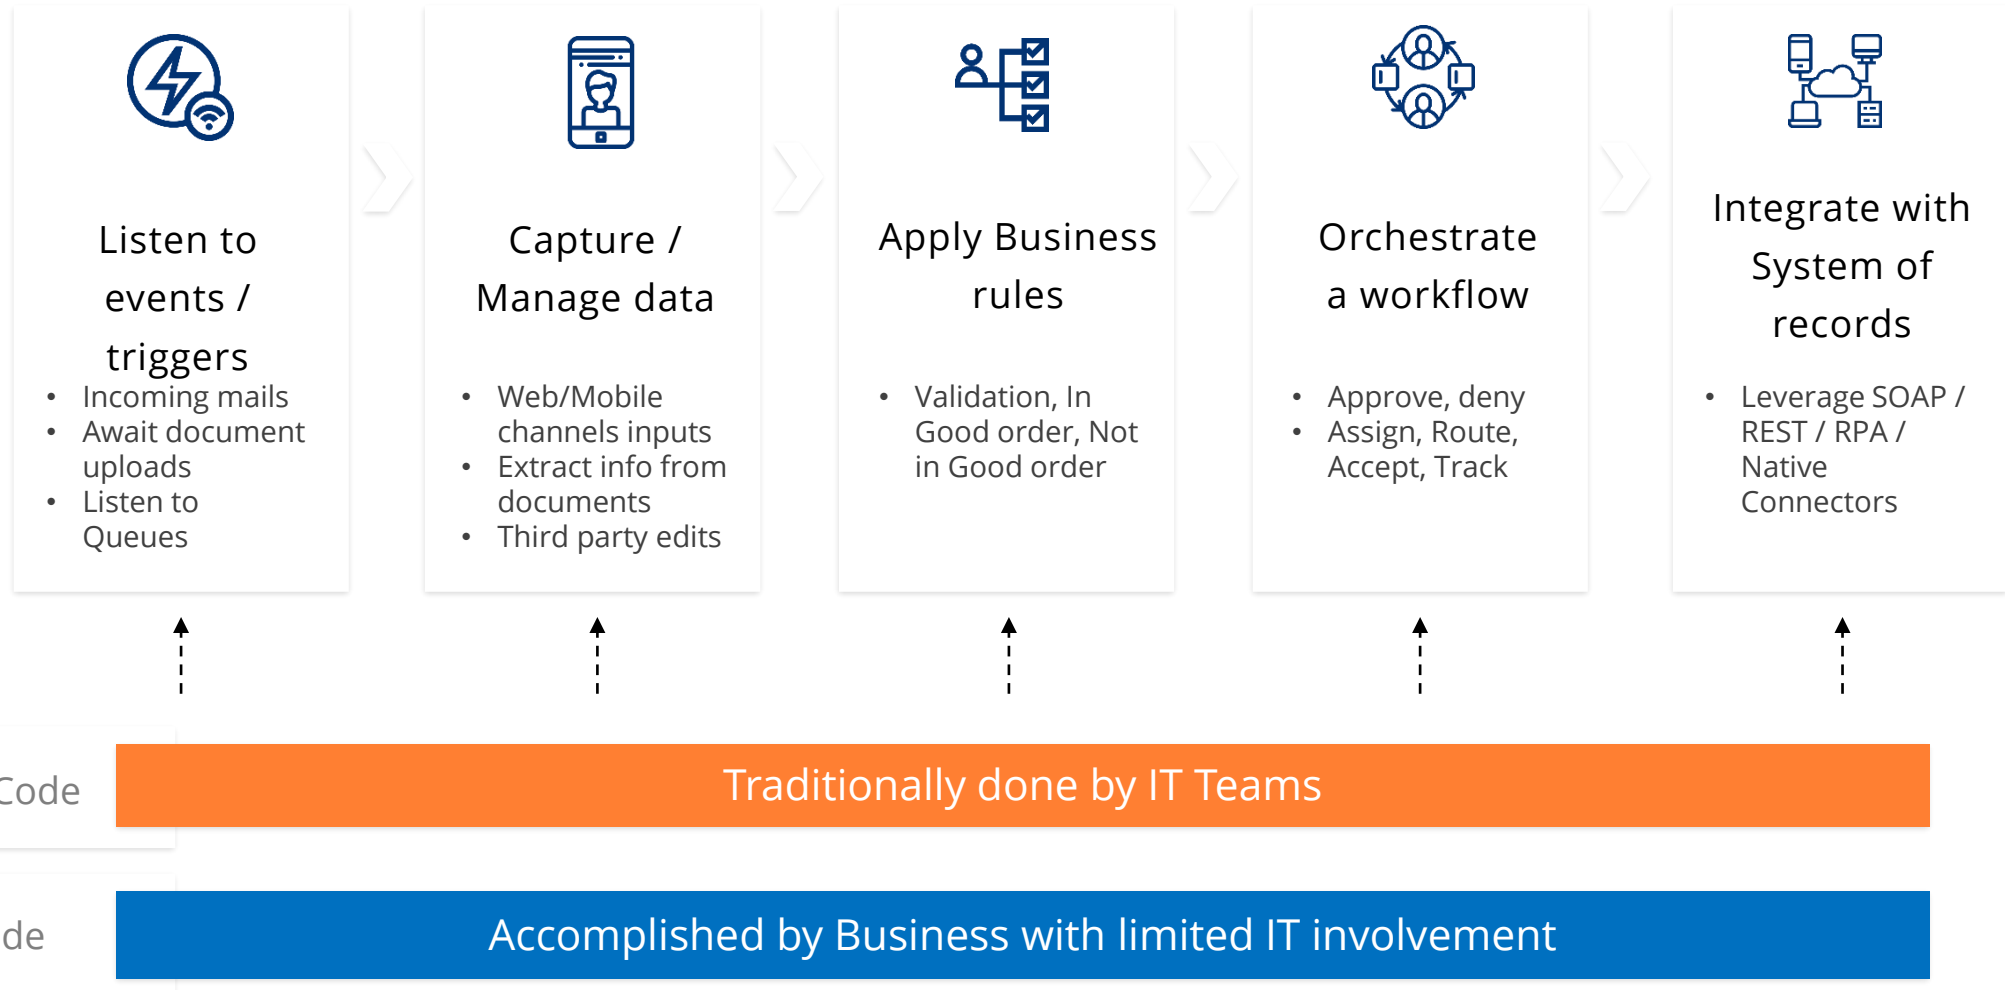 Listen to
events /
triggers
• Incoming mails
• Await document
uploads
• Listen to
Queues
Capture /
Manage data
• Web/Mobile
channels inputs
• Extract info from
documents
• Third party edits
Apply Business
rules
• Validation, In
Good order, Not
in Good order
Orchestrate
a workflow
• Approve, deny
• Assign, Route,
Accept, Track
Integrate with
System of
records
• Leverage SOAP /
REST / RPA /
Native
Connectors
Code
Traditionally done by IT Teams
de
Accomplished by Business with limited IT involvement